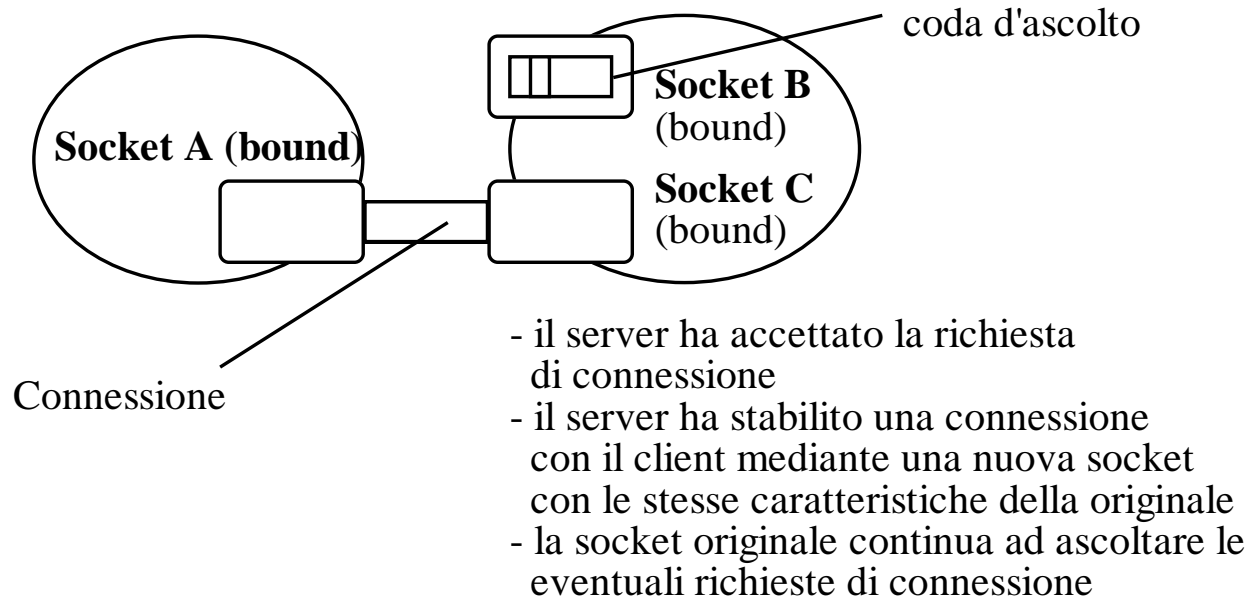 coda d'ascolto
Socket B
(bound)
Socket A (bound)
Socket C
(bound)
Connessione
- il server ha accettato la richiesta
di connessione
- il server ha stabilito una connessione
con il client mediante una nuova socket
con le stesse caratteristiche della originale
- la socket originale continua ad ascoltare le
eventuali richieste di connessione